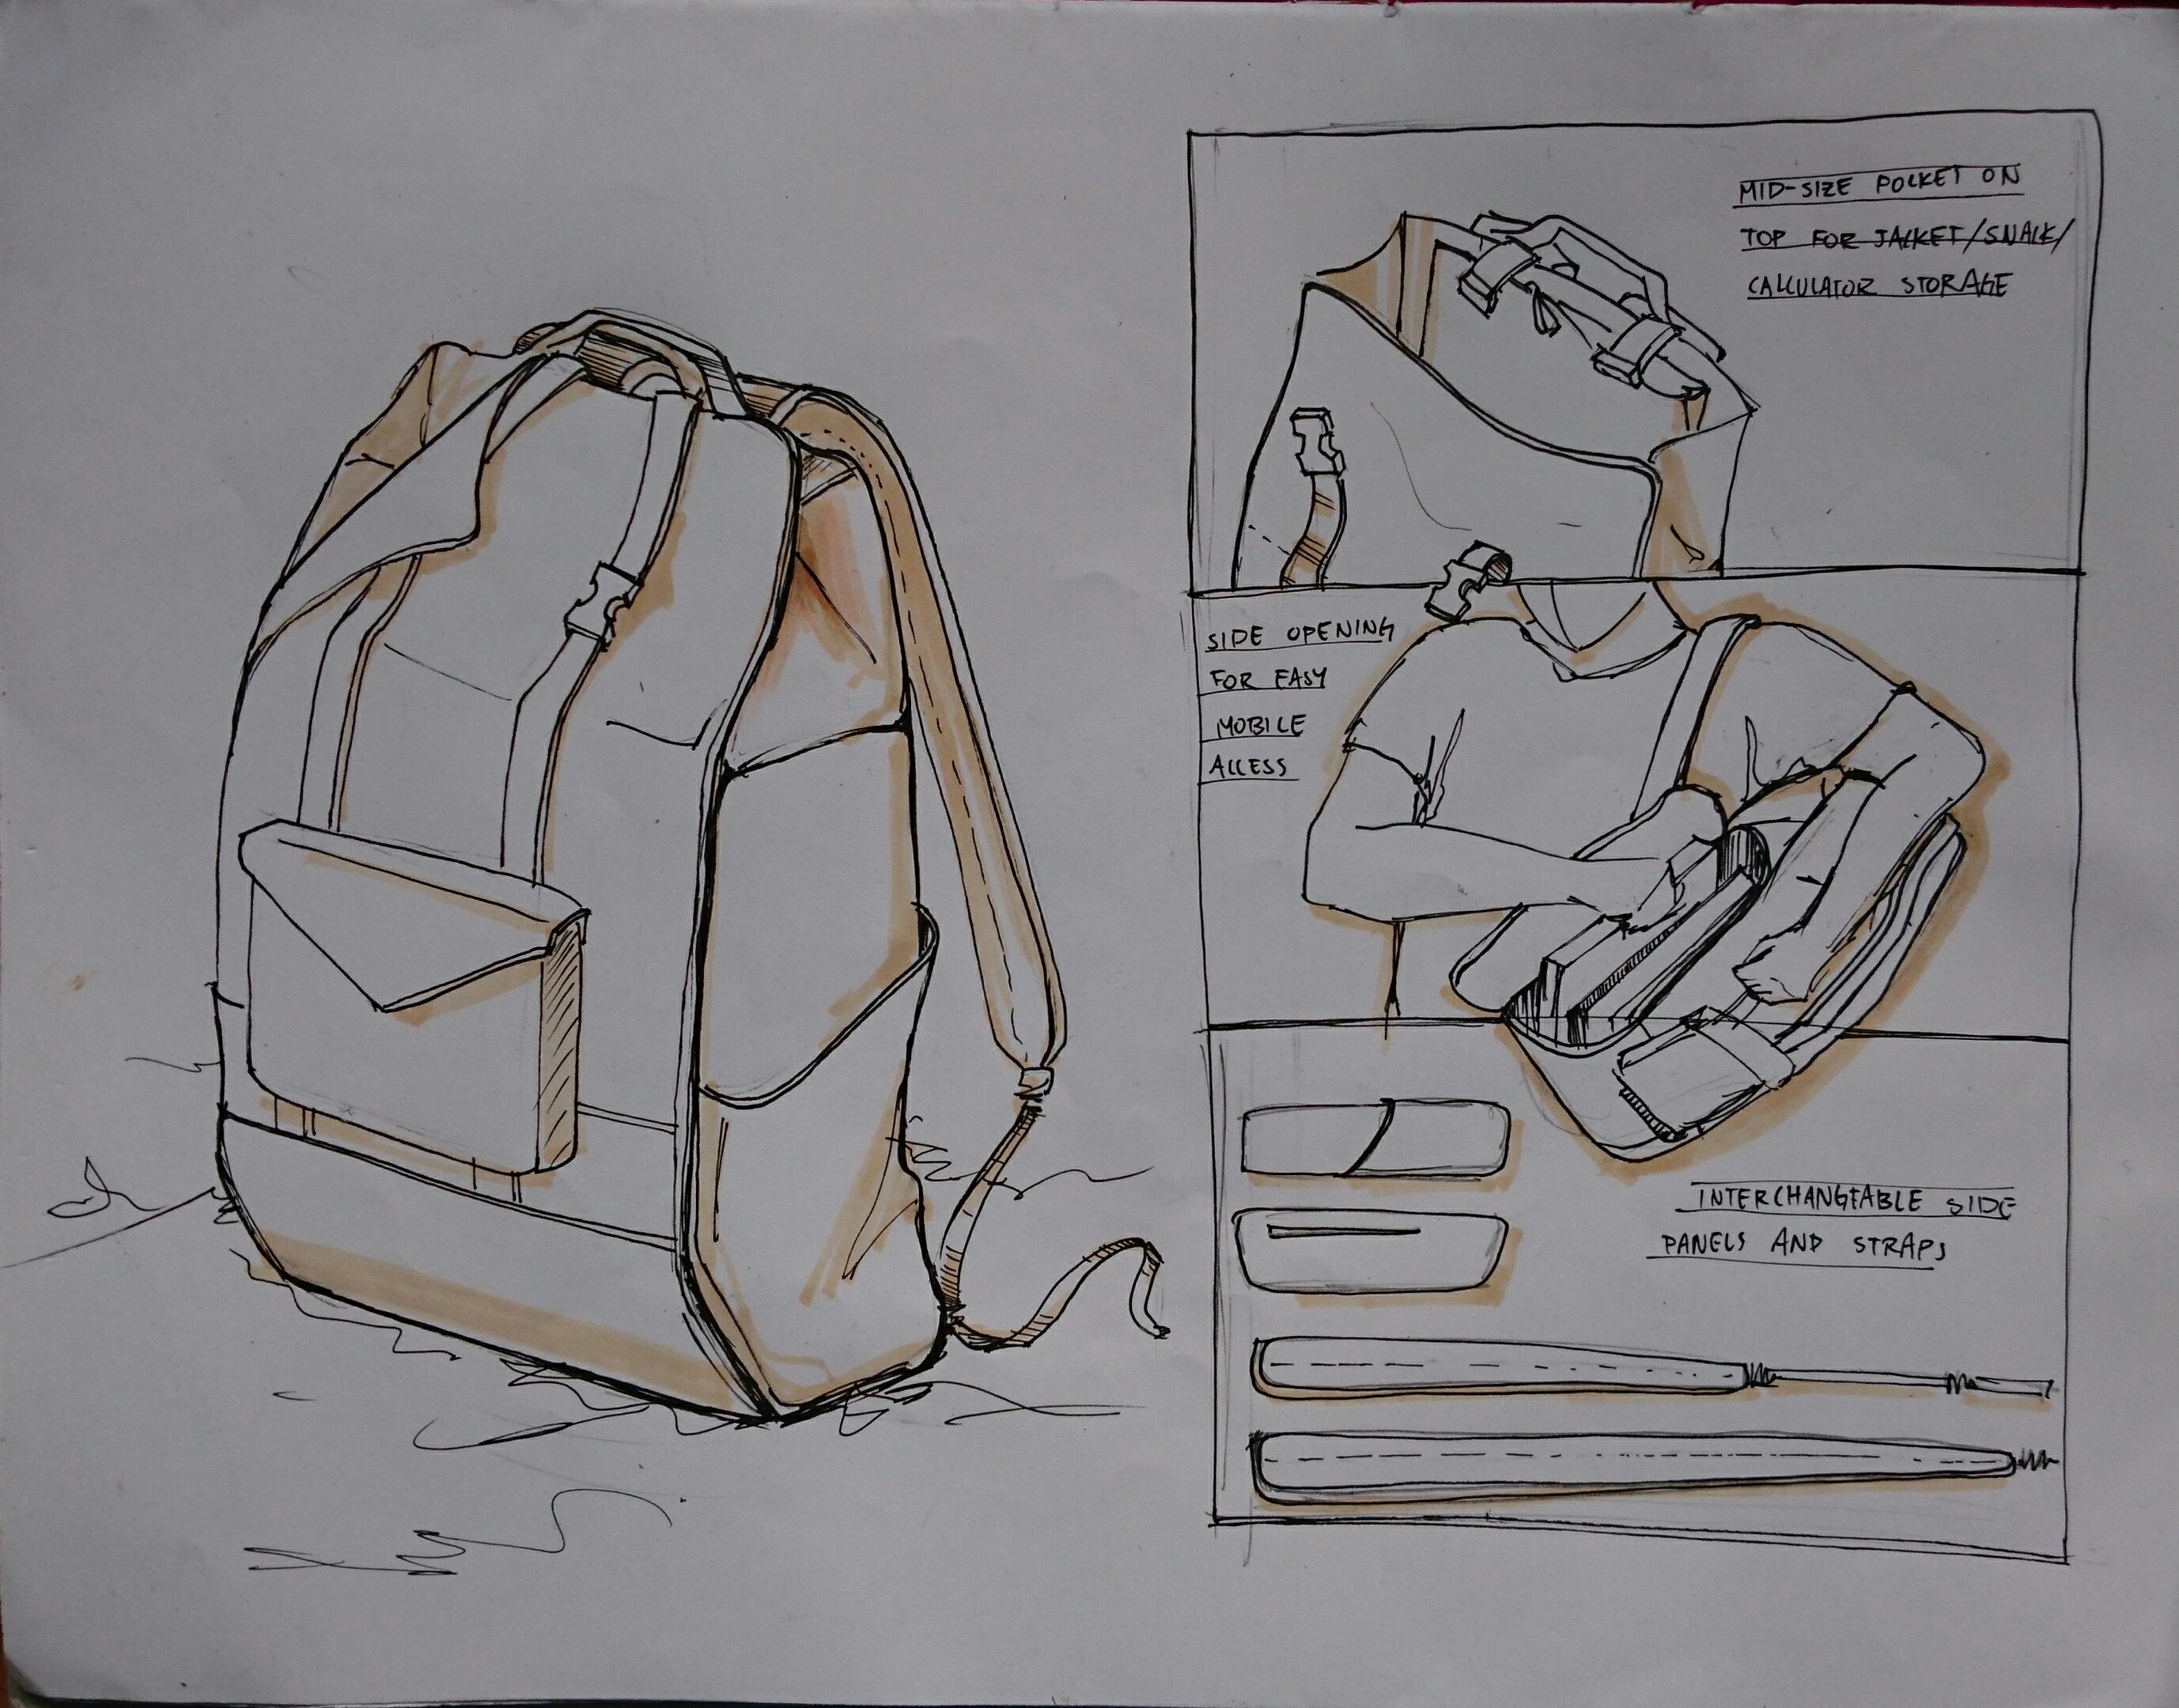 MID-SIZE POCKET ON
TOP FOR JACKET/SNACK/
CALCULATOR STORAGE
SIDE OPENING
FOR EASY
MOBILE
ACCESS
INTERCHANGEABLE SIDE
PANELS AND STRAPS